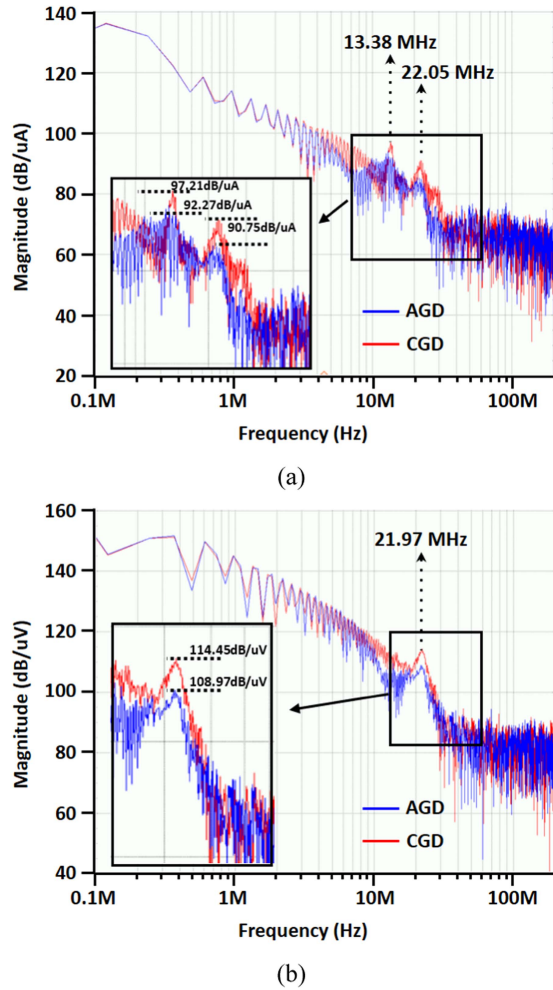 140
120
100
80
60
40
20
Magnitude (dB/uA)
13.38 MHz
22.05 MHz
97.21dB/uA
92.27dB/uA
90.75dB/uA
AGD
CGD
0.1M 1M 10M 100M
Frequency (Hz)
(a)
160
140
120
100
80
60
40
Magnitude (dB/uV)
21.97 MHz
114.45dB/uV
108.97dB/uV
AGD
CGD
0.1M 1M 10M 100M
Frequency (Hz)
(b)